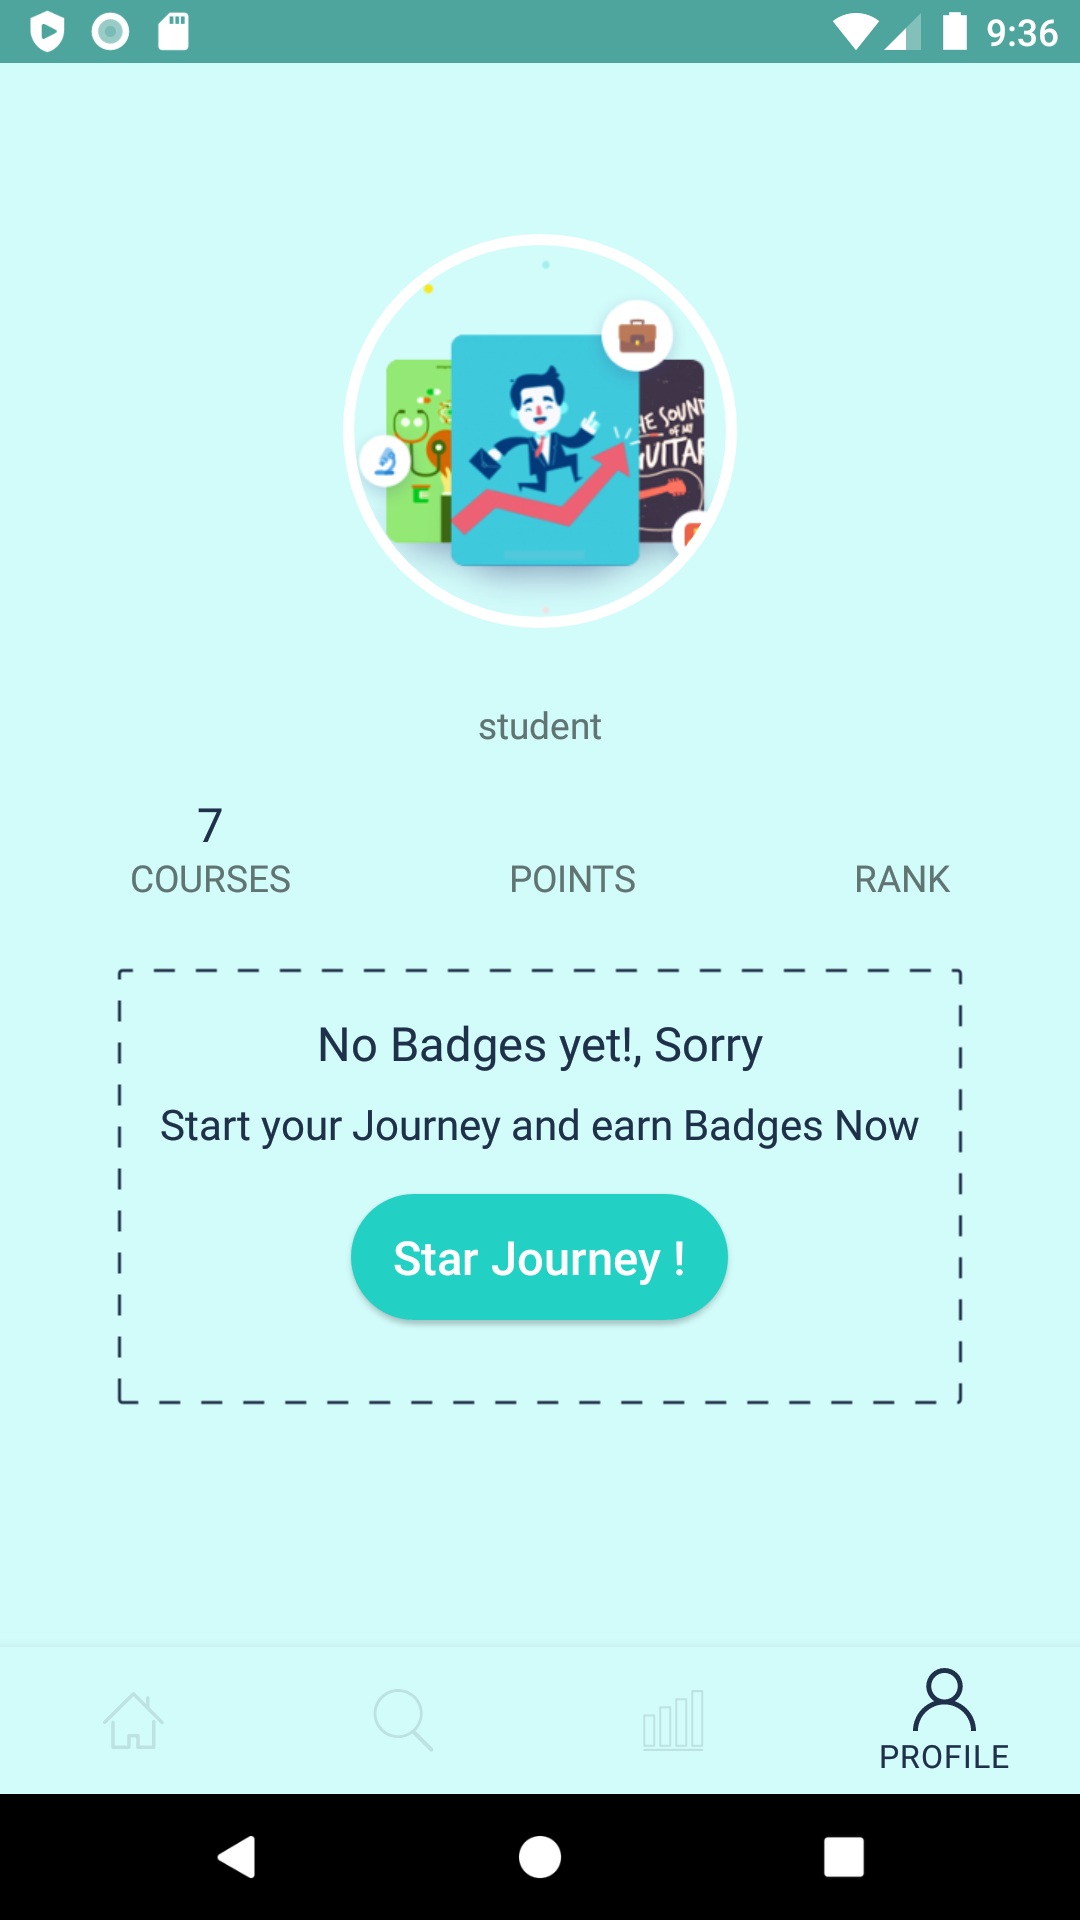 9:36
THE SOUND
OF MY
GUITAR
student
7
COURSES
POINTS
RANK
No Badges yet!, Sorry
Start your Journey and earn Badges Now
Star Journey !
PROFILE